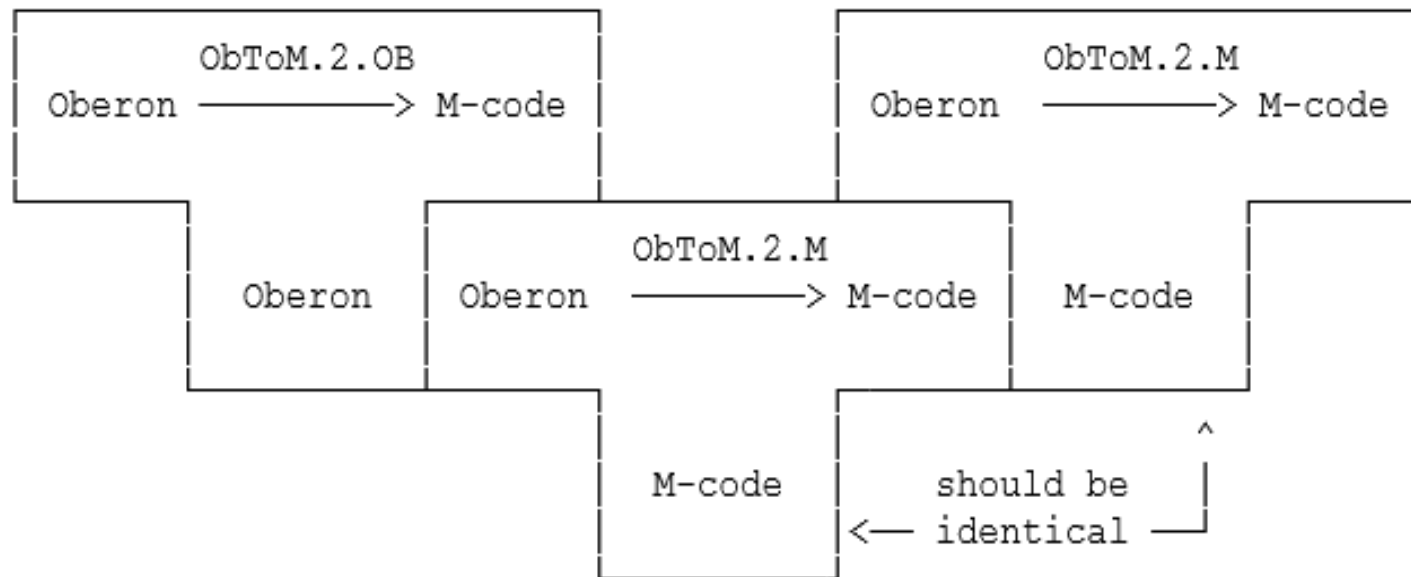 ObToM.2.OB
Oberon ———> M-code
ObToM.2.M
Oberon ———> M-code
Oberon
ObToM.2.M
Oberon ———> M-code
M-code
M-code
should be
identical